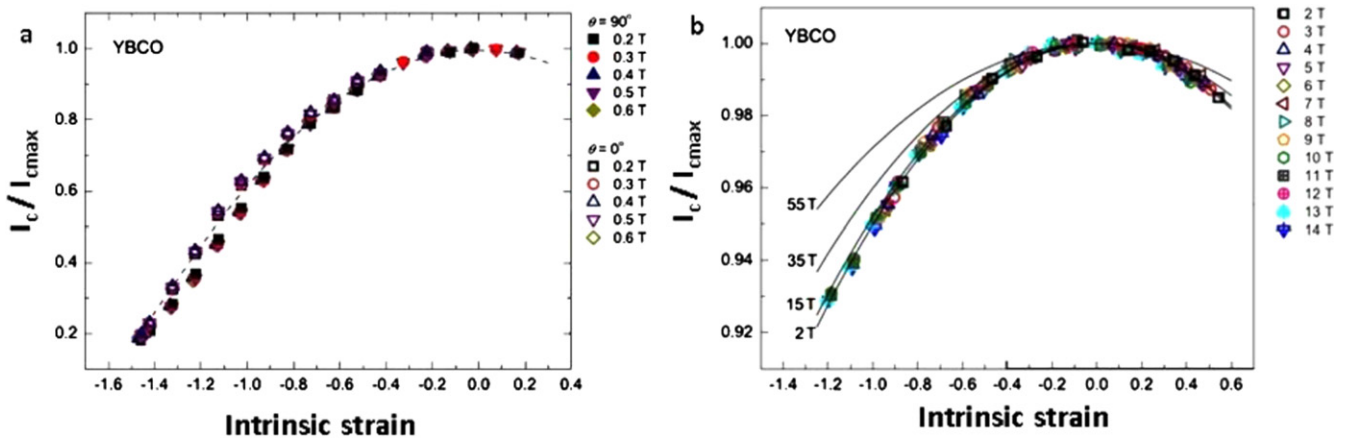 a
YBCO
I_c / I_cmax
1.0
0.8
0.6
0.4
0.2
-1.6 -1.4 -1.2 -1.0 -0.8 -0.6 -0.4 -0.2 0.0 0.2 0.4
Intrinsic strain
θ = 90°
0.2 T
0.3 T
0.4 T
0.5 T
0.6 T
θ = 0°
0.2 T
0.3 T
0.4 T
0.5 T
0.6 T
b
YBCO
I_c / I_cmax
1.00
0.98
0.96
0.94
0.92
55 T
35 T
15 T
2 T
-1.4 -1.2 -1.0 -0.8 -0.6 -0.4 -0.2 0.0 0.2 0.4 0.6
Intrinsic strain
2 T
3 T
4 T
5 T
6 T
7 T
8 T
9 T
10 T
11 T
12 T
13 T
14 T